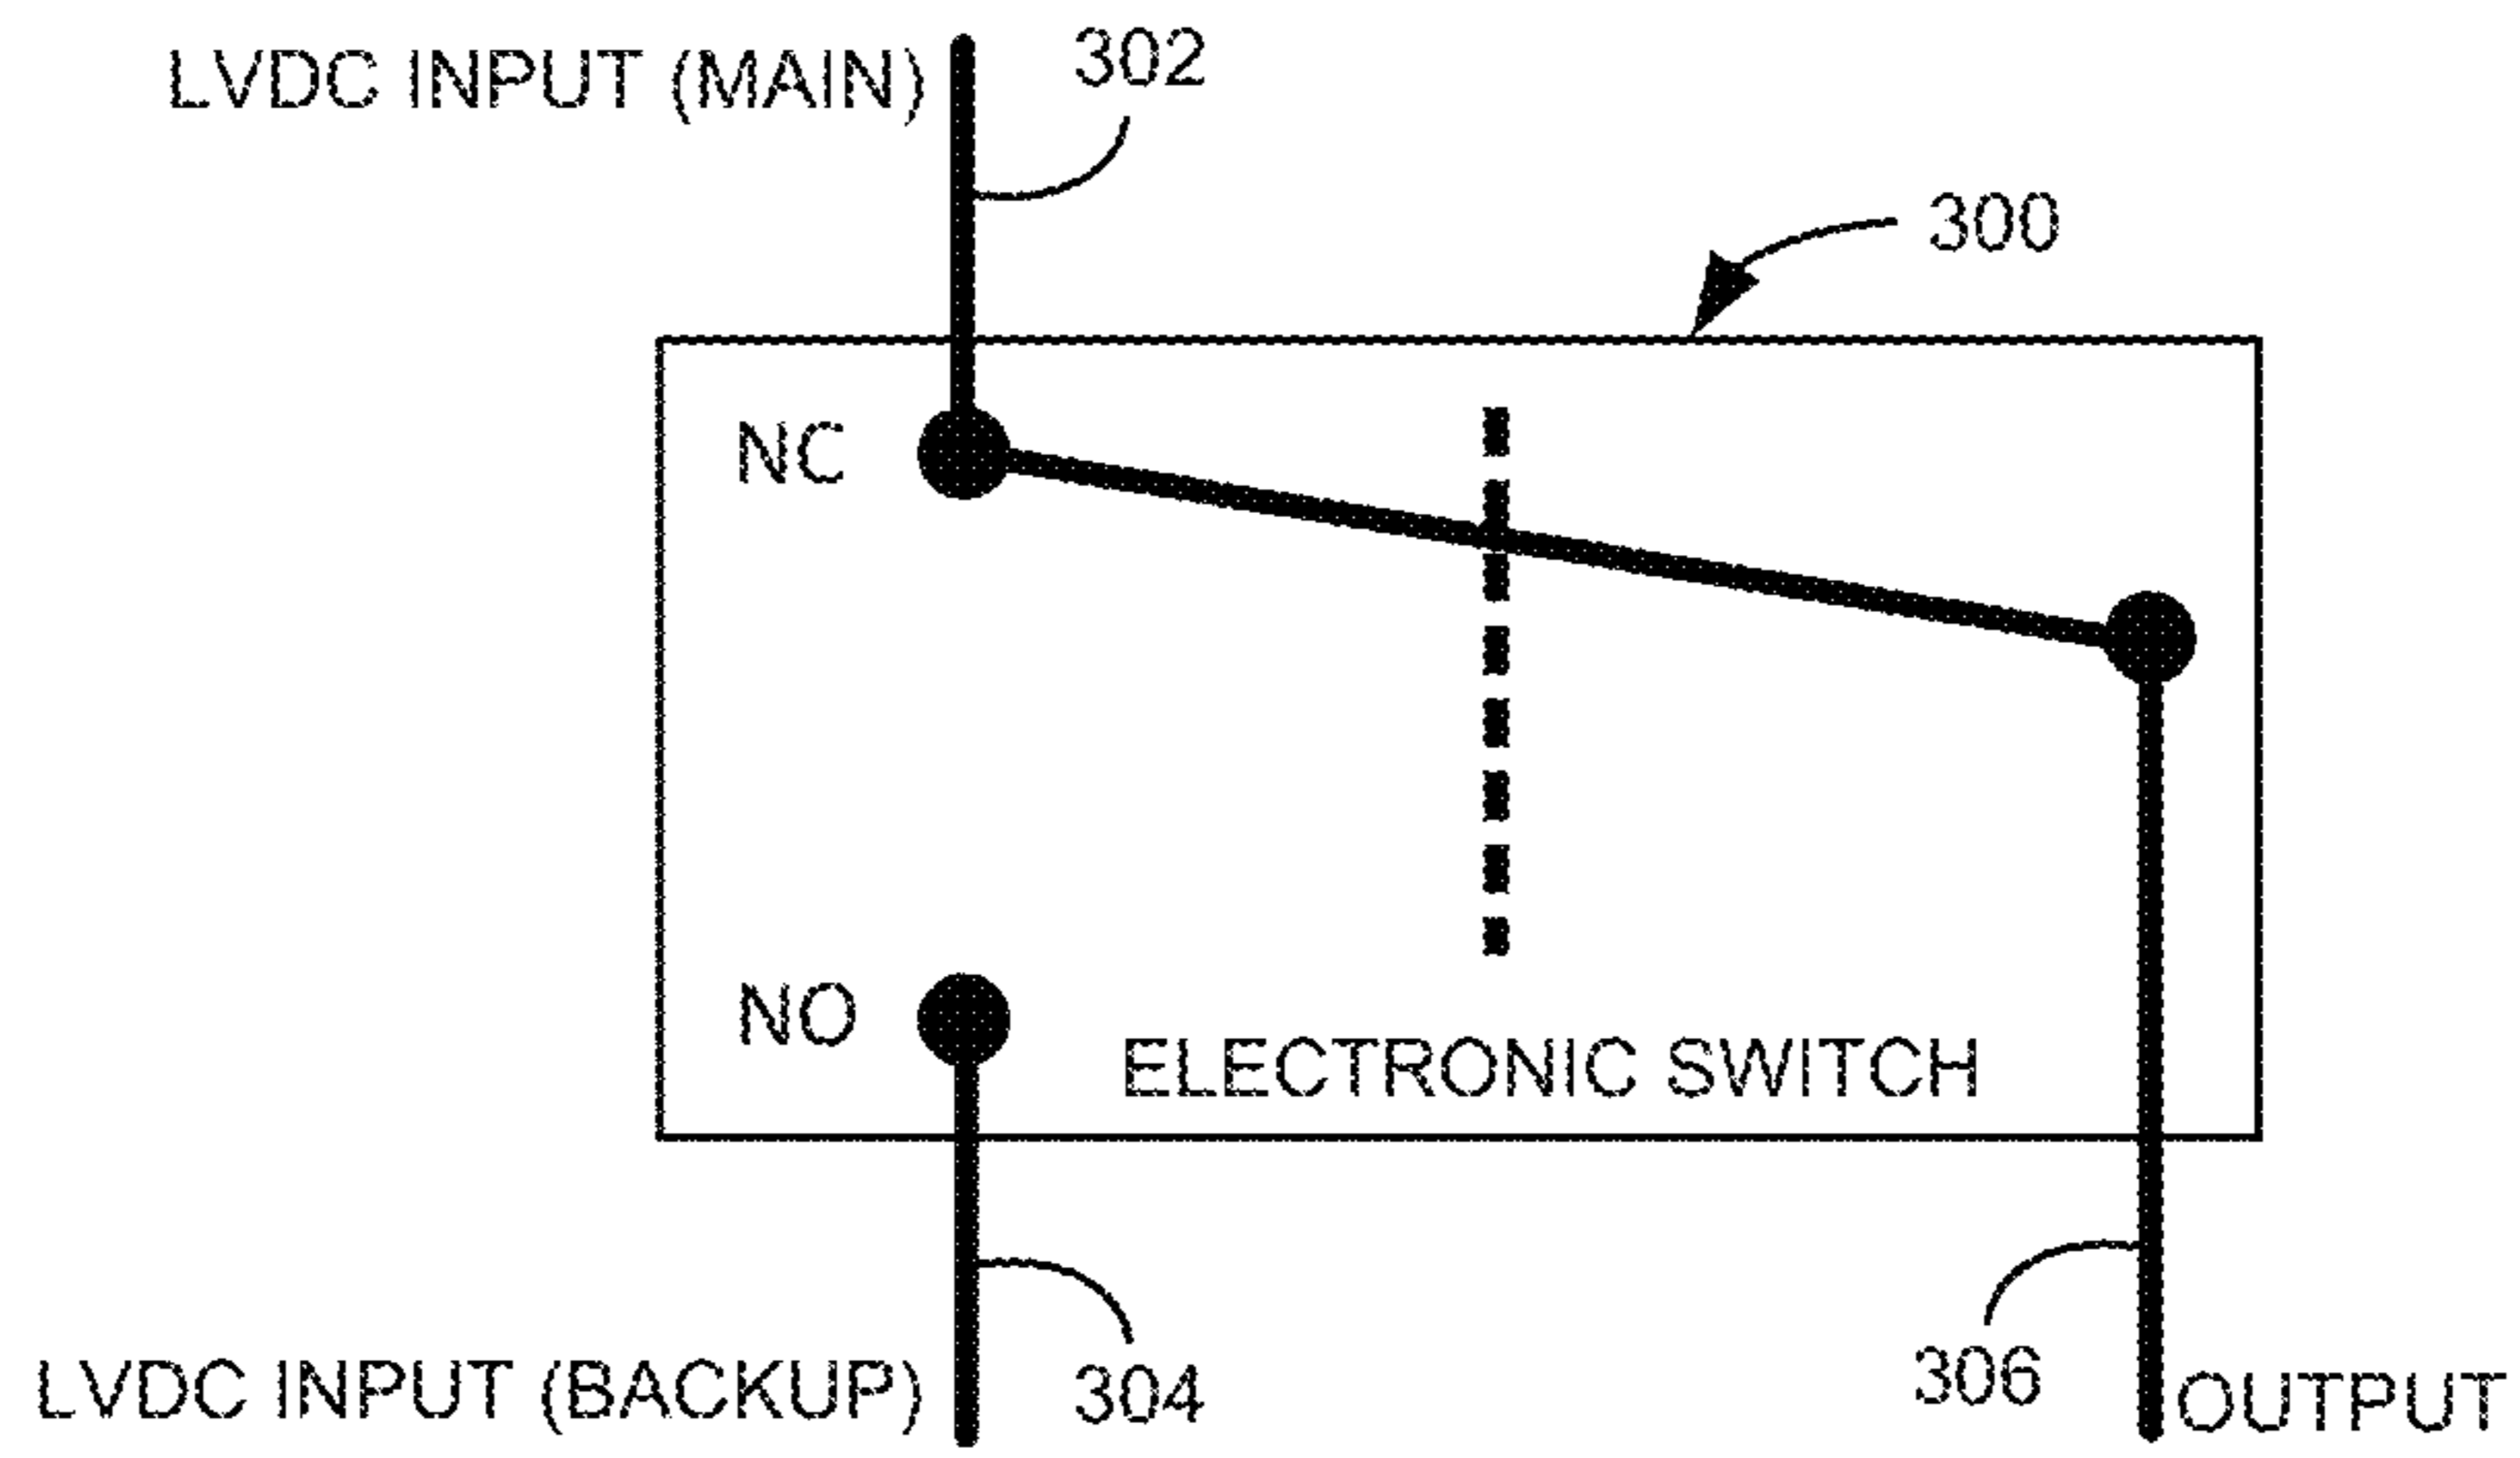 LVDC INPUT (MAIN)
302
300
NC
NO
ELECTRONIC SWITCH
LVDC INPUT (BACKUP)
304
306
OUTPUT